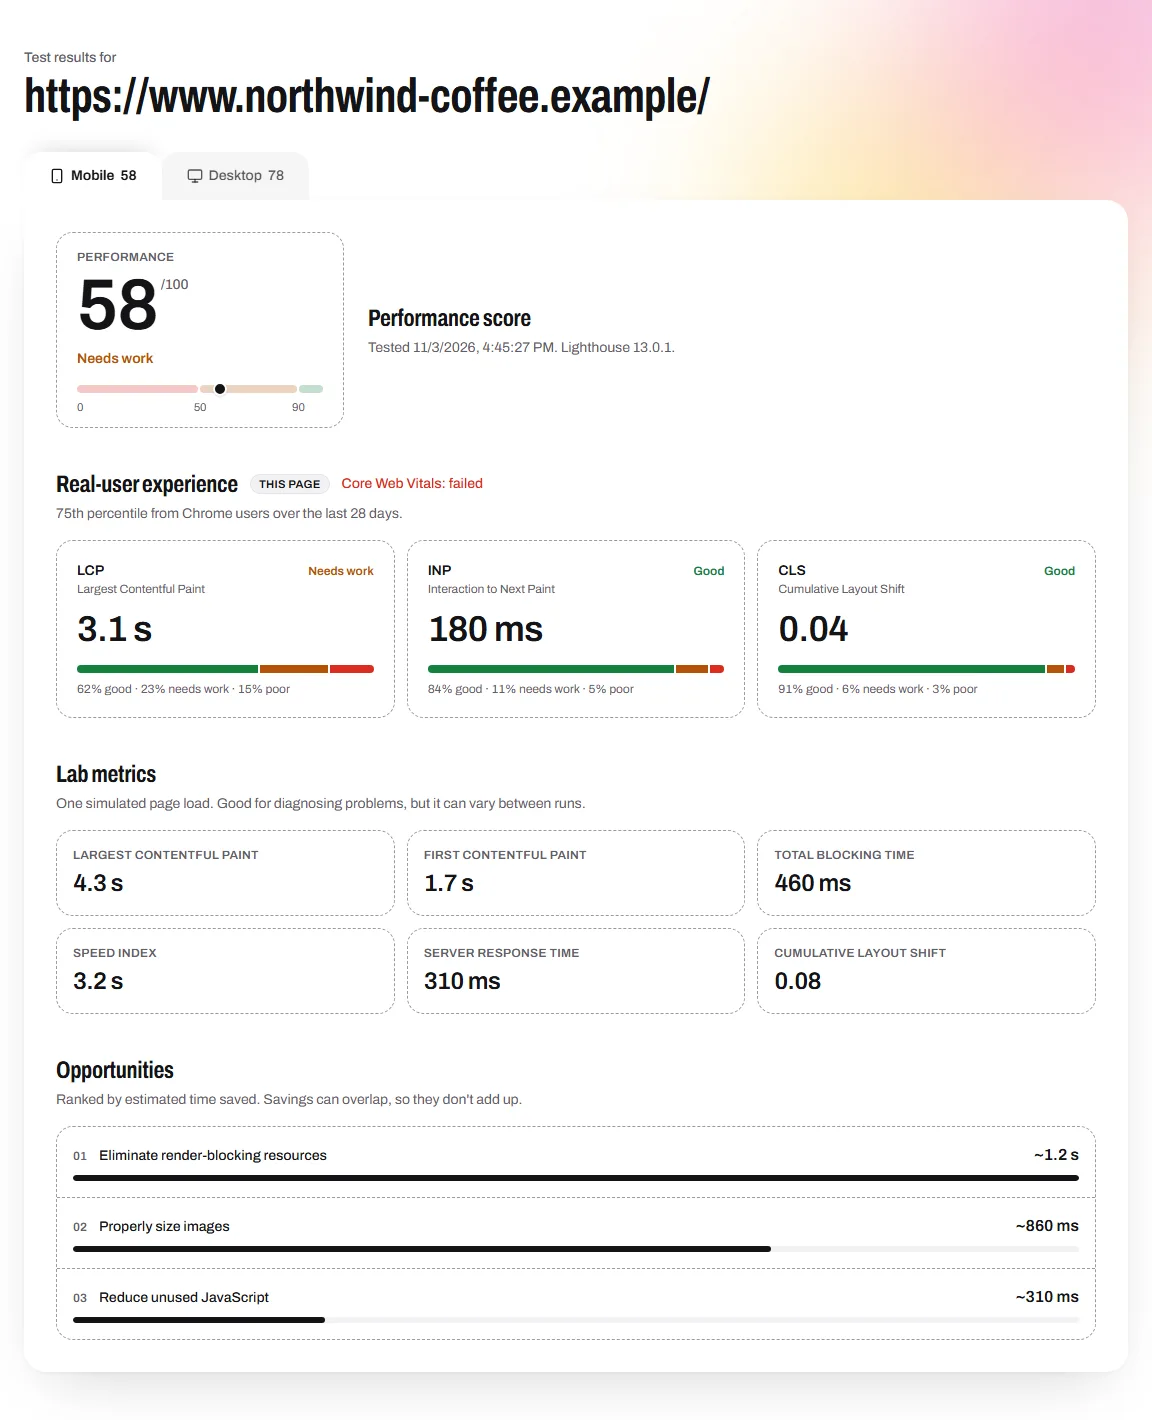 Test results for
https://www.northwind-coffee.example/
Mobile 58
Desktop 78
PERFORMANCE
58 /100
Needs work
0 50 90
Performance score
Tested 11/3/2026, 4:45:27 PM. Lighthouse 13.0.1.
Real-user experience THIS PAGE Core Web Vitals: failed
75th percentile from Chrome users over the last 28 days.
LCP Needs work
Largest Contentful Paint
3.1 s
62% good · 23% needs work · 15% poor
INP Good
Interaction to Next Paint
180 ms
84% good · 11% needs work · 5% poor
CLS Good
Cumulative Layout Shift
0.04
91% good · 6% needs work · 3% poor
Lab metrics
One simulated page load. Good for diagnosing problems, but it can vary between runs.
LARGEST CONTENTFUL PAINT
4.3 s
FIRST CONTENTFUL PAINT
1.7 s
TOTAL BLOCKING TIME
460 ms
SPEED INDEX
3.2 s
SERVER RESPONSE TIME
310 ms
CUMULATIVE LAYOUT SHIFT
0.08
Opportunities
Ranked by estimated time saved. Savings can overlap, so they don't add up.
01 Eliminate render-blocking resources ~1.2 s
02 Properly size images ~860 ms
03 Reduce unused JavaScript ~310 ms